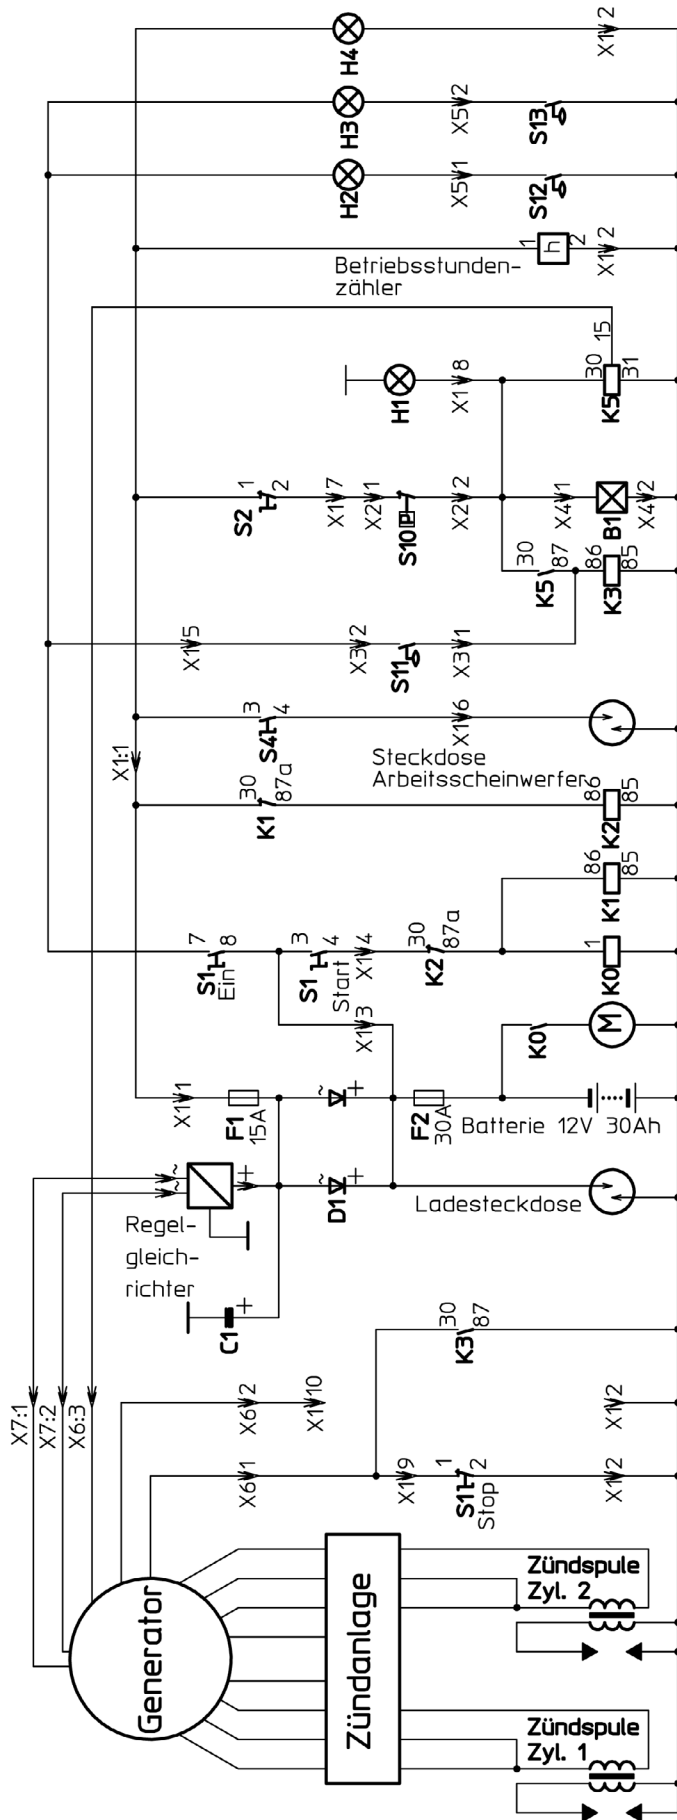 X1:2
H4
H3
X5:2
S13
H2
X5:1
S12
1
h
2
X1:2
Betriebsstunden-
zähler
15
30
31
K5
H1
X1:8
1
2
S2
X1:7
X2:1
P
S10
X2:2
X4:1
B1
X4:2
30
87
K5
86
85
K3
X1:5
X3:2
S11
X3:1
3
4
S4
X1:6
Steckdose
Arbeitsscheinwerfer
X1:1
30
87a
K1
86
85
K2
86
85
K1
7
8
S1
Ein
3
4
S1
Start
X1:4
30
87a
K2
1
K0
X1:3
K0
M
X1:1
F1
15A
~
+
F2
30A
Batterie 12V 30Ah
~
~
+
Regel-
gleich-
richter
~
+
D1
Ladesteckdose
+
C1
30
87
K3
X7:1
X7:2
X6:3
X6:2
X1:10
X1:2
X6:1
X1:9
1
2
S1
Stop
X1:2
Generator
Zündanlage
Zündspule
Zyl. 2
Zündspule
Zyl. 1